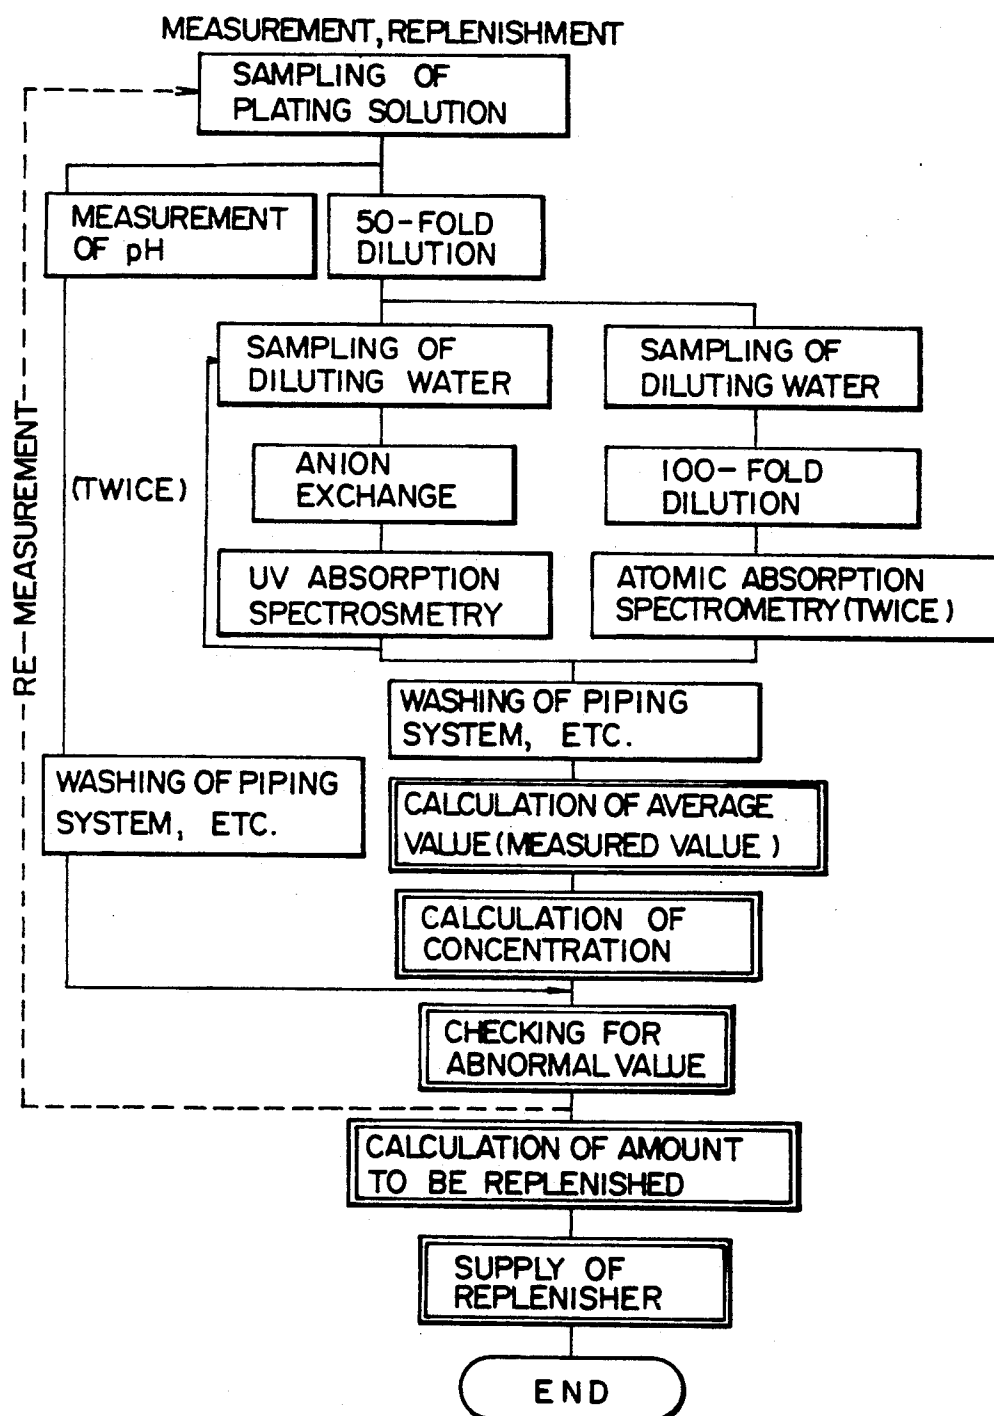 MEASUREMENT, REPLENISHMENT
SAMPLING OF
PLATING SOLUTION
MEASUREMENT
OF pH
50-FOLD
DILUTION
SAMPLING OF
DILUTING WATER
SAMPLING OF
DILUTING WATER
ANION
EXCHANGE
100-FOLD
DILUTION
(TWICE)
UV ABSORPTION
SPECTROSMETRY
ATOMIC ABSORPTION
SPECTROMETRY (TWICE)
RE-MEASUREMENT
WASHING OF PIPING
SYSTEM, ETC.
WASHING OF PIPING
SYSTEM, ETC.
CALCULATION OF AVERAGE
VALUE (MEASURED VALUE)
CALCULATION OF
CONCENTRATION
CHECKING FOR
ABNORMAL VALUE
CALCULATION OF AMOUNT
TO BE REPLENISHED
SUPPLY OF
REPLENISHER
END